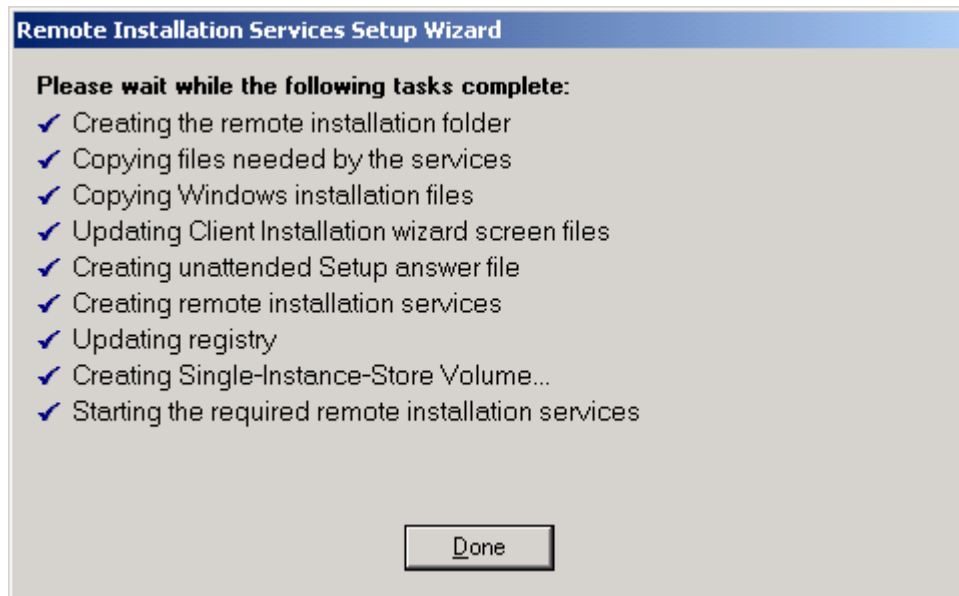 Remote Installation Services Setup Wizard
Please wait while the following tasks complete:
Creating the remote installation folder
Copying files needed by the services
Copying Windows installation files
Updating Client Installation wizard screen files
Creating unattended Setup answer file
Creating remote installation services
Updating registry
Creating Single-Instance-Store Volume...
Starting the required remote installation services
Done